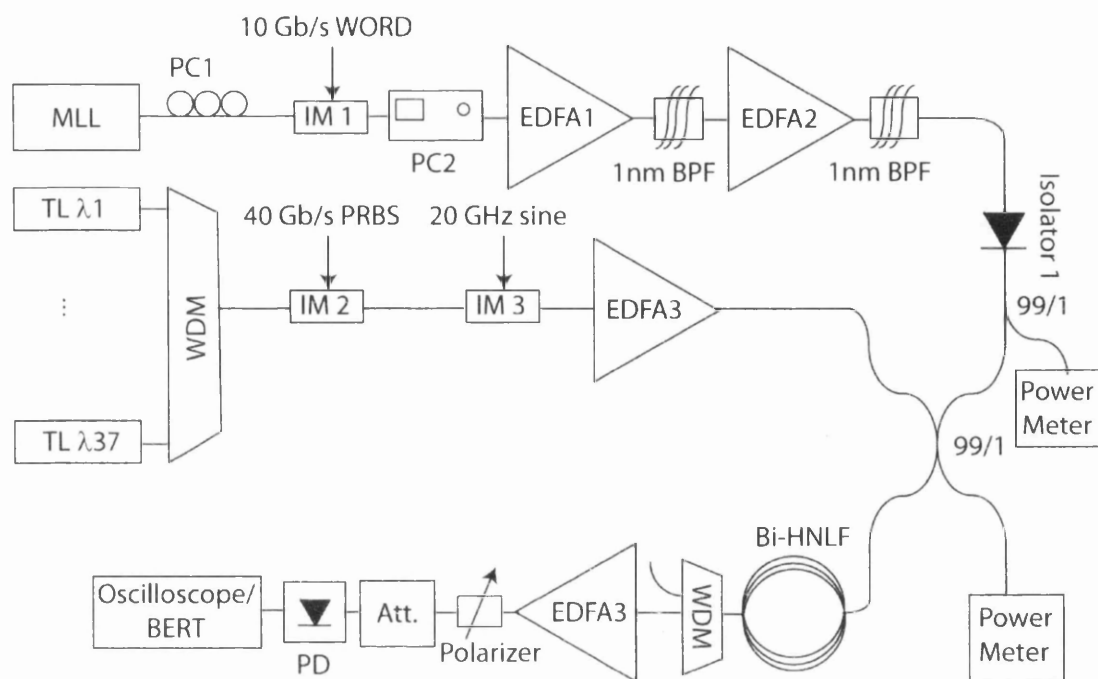 10 Gb/s WORD
PC1
MLL
IM 1
PC2
EDFA1
1nm BPF
EDFA2
1nm BPF
Isolator 1
TL λ1
40 Gb/s PRBS
20 GHz sine
...
WDM
IM 2
IM 3
EDFA3
99/1
Power
Meter
TL λ37
99/1
Bi-HNLF
Oscilloscope/
BERT
PD
Att.
Polarizer
EDFA3
WDM
Power
Meter